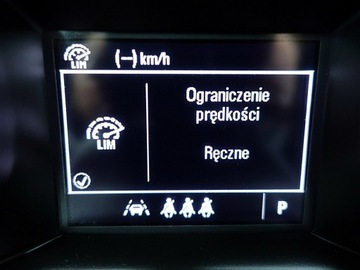 LIM (---) km/h
Ograniczenie
prędkości
LIM
Ręczne
P